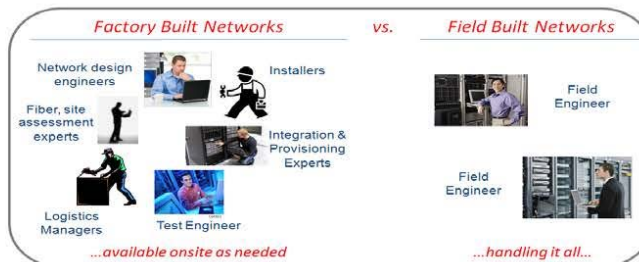 Factory Built Networks
vs.
Field Built Networks
Network design
engineers
Installers
Fiber, site
assessment
experts
Integration &
Provisioning
Experts
Logistics
Managers
Test Engineer
...available onsite as needed
Field
Engineer
Field
Engineer
...handling it all...